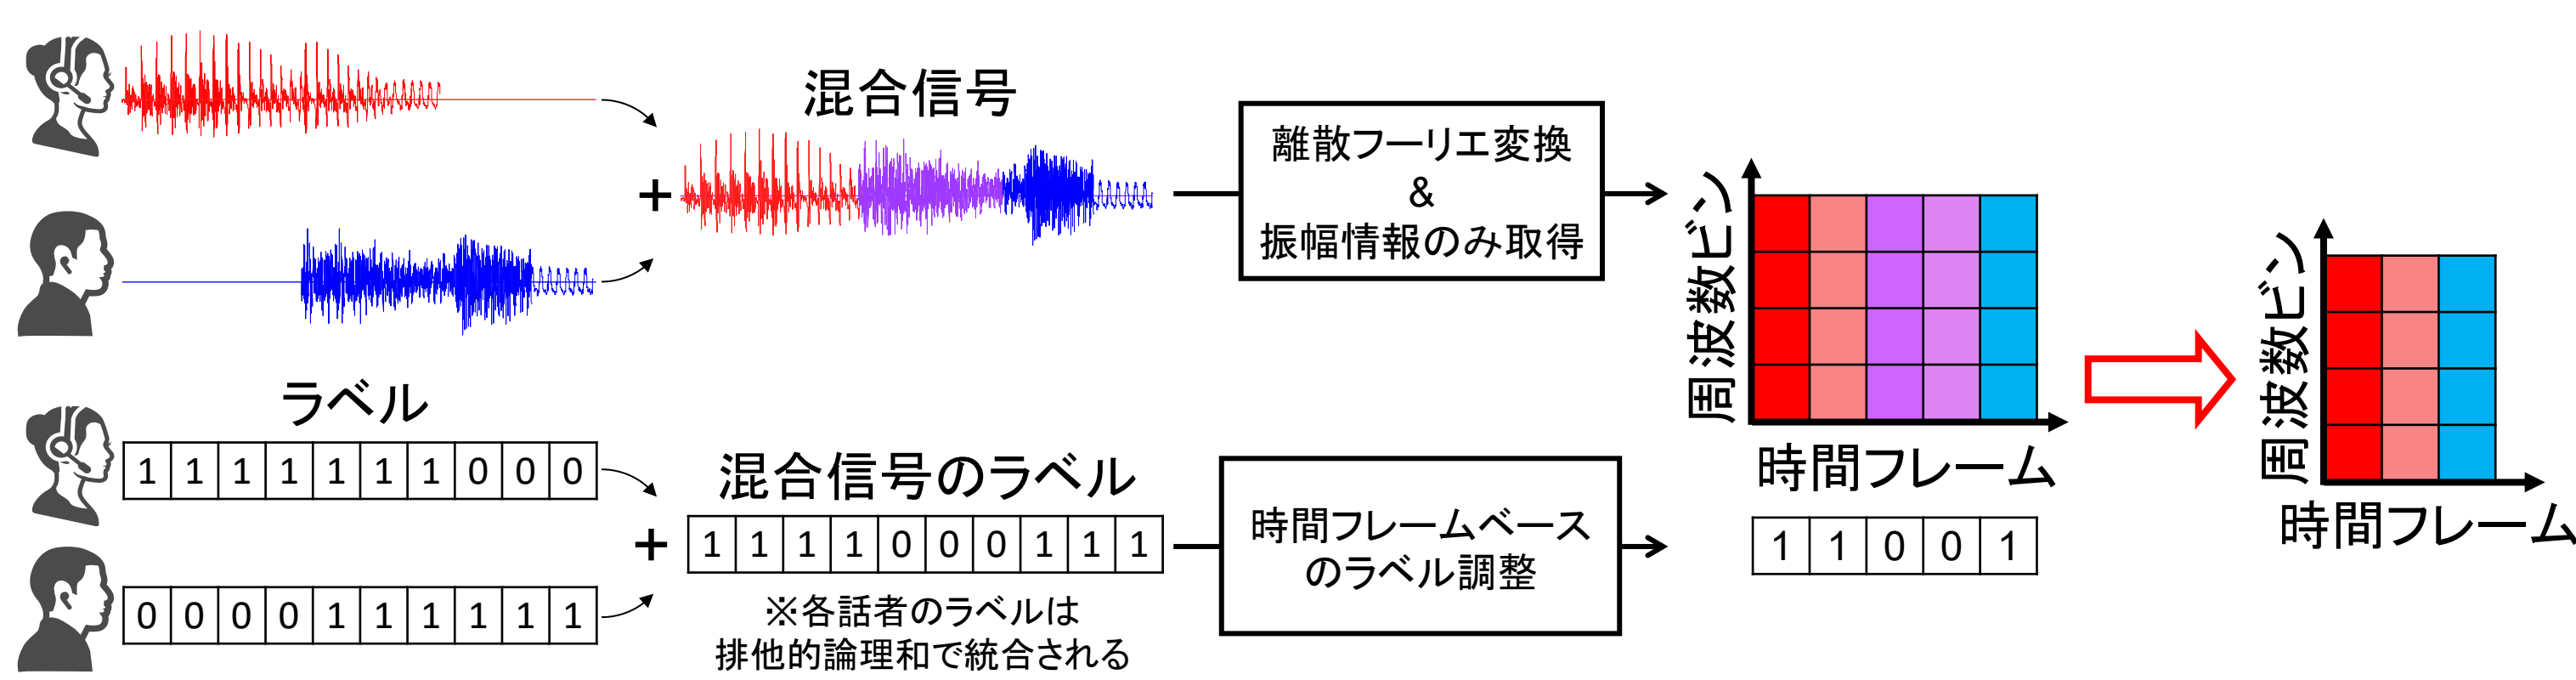 混合信号
+
離散フーリエ変換
&
振幅情報のみ取得
周波数ビン
時間フレーム
周波数ビン
時間フレーム
ラベル
1 1 1 1 1 1 1 0 0 0
0 0 0 0 1 1 1 1 1 1
+
混合信号のラベル
1 1 1 1 0 0 0 1 1 1
※各話者のラベルは
排他的論理和で統合される
時間フレームベース
のラベル調整
1 1 0 0 1